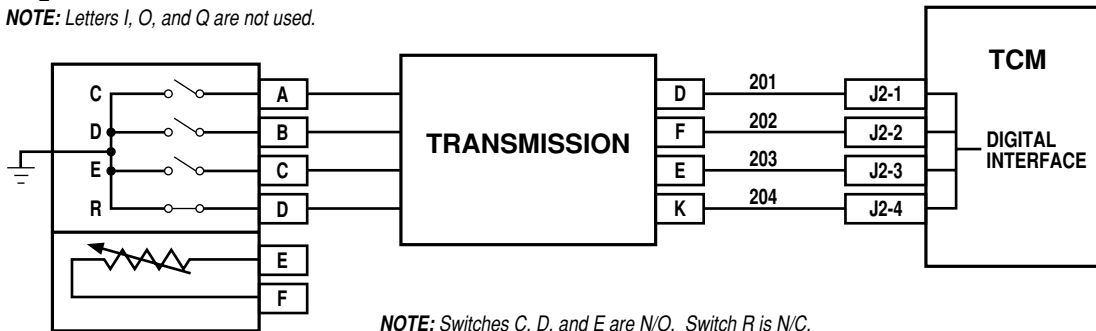 NOTE: Letters I, O, and Q are not used.
TCM
C A D 201 J2-1
D B F 202 J2-2
TRANSMISSION
DIGITAL
INTERFACE
E C E 203 J2-3
R D K 204 J2-4
E
F
NOTE: Switches C, D, and E are N/O. Switch R is N/C.